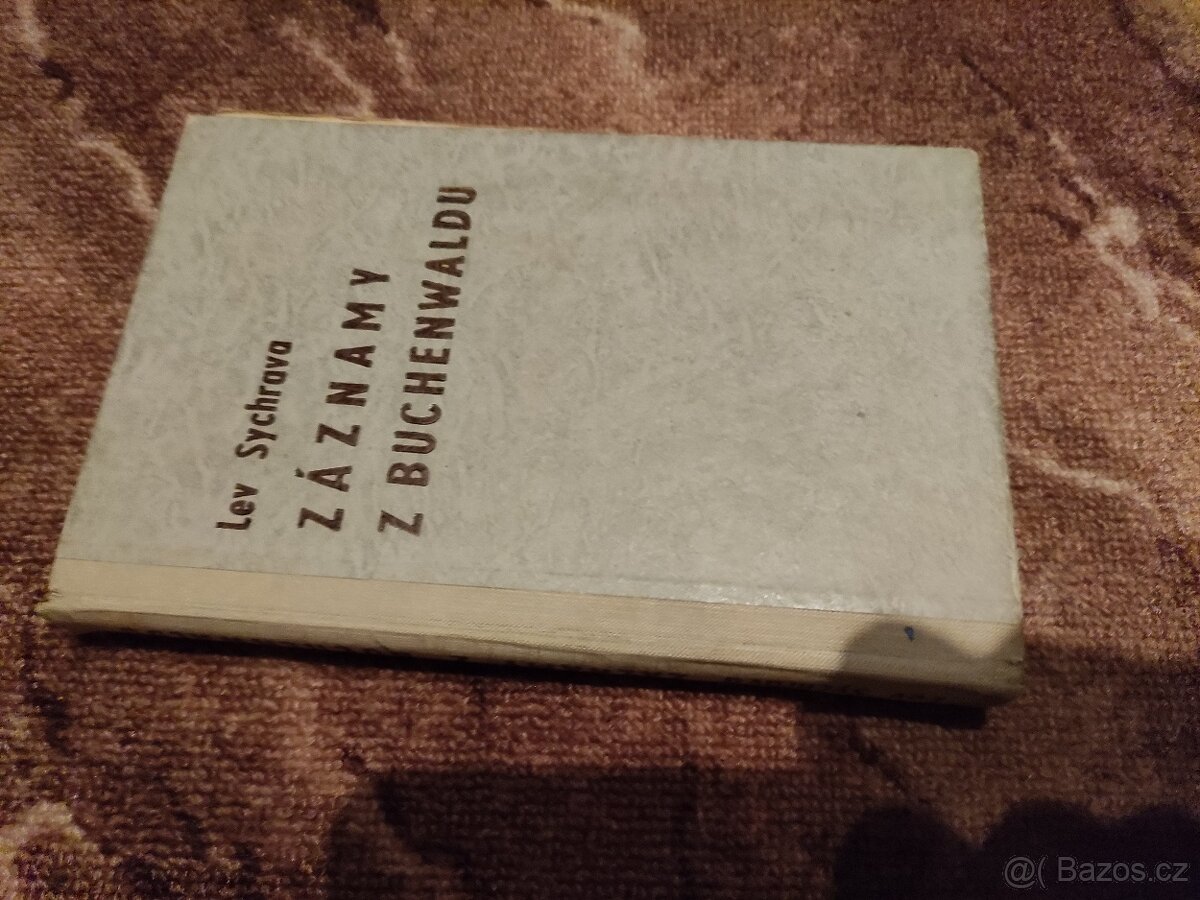 Lev Sychrava
ZÁZNAMY
Z BUCHENWALDU
@( Bazos.cz